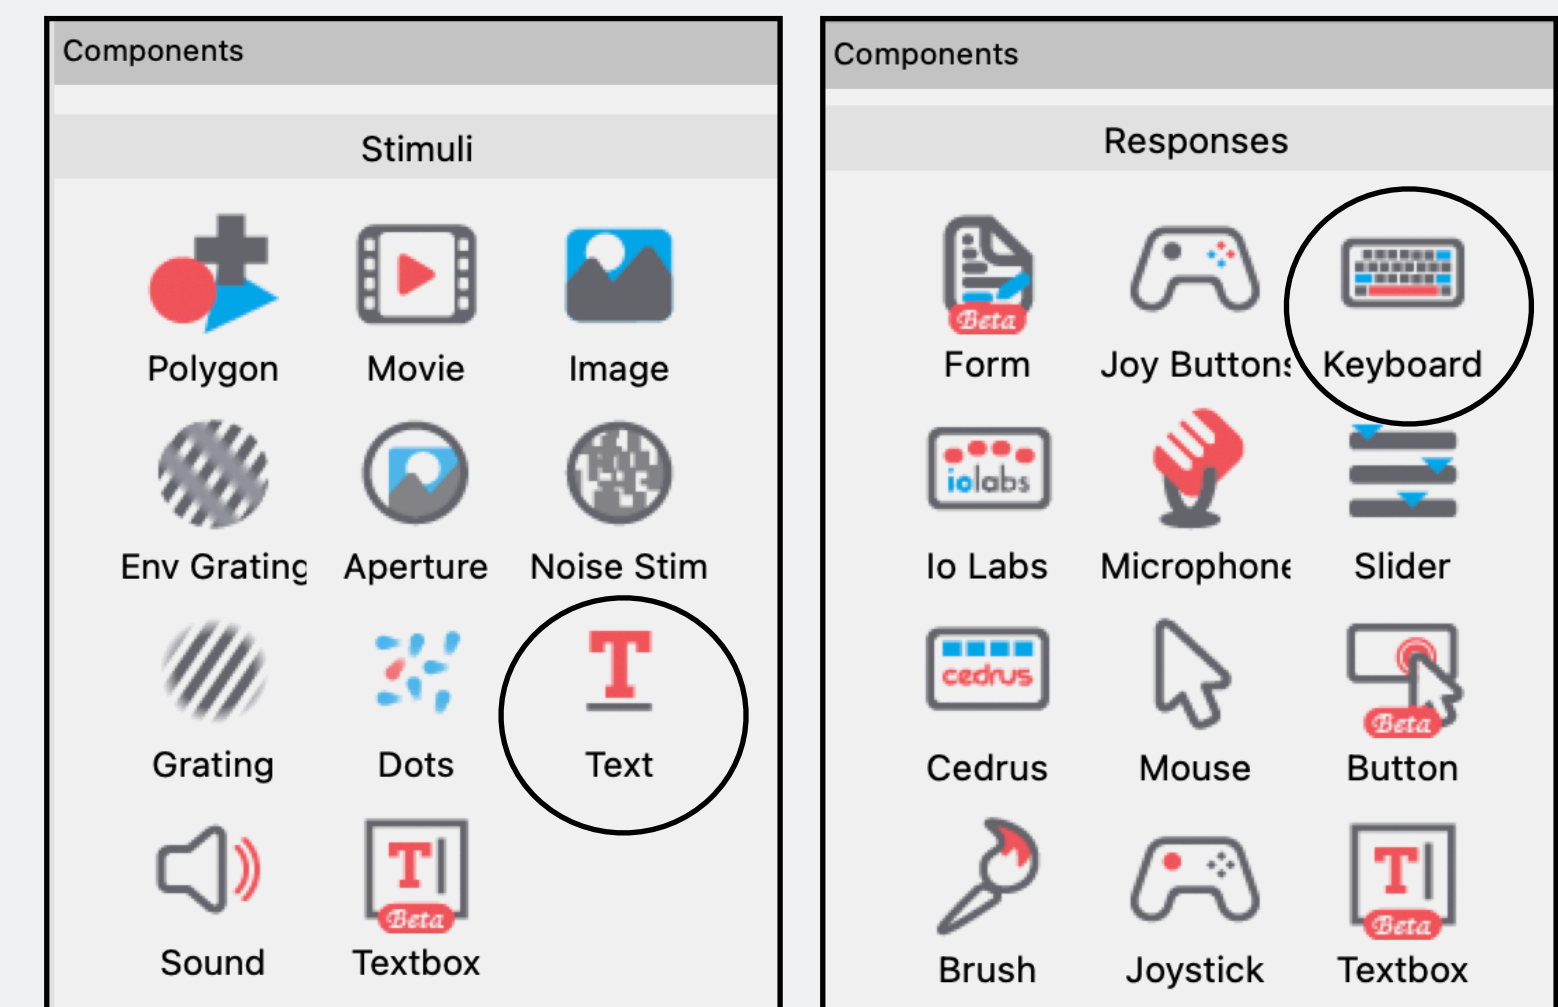 Components
Stimuli
Polygon Movie Image
Env Grating Aperture Noise Stim
T
Grating Dots Text
T
Beta
Sound Textbox
Components
Responses
Beta
Form Joy Buttons Keyboard
iolabs
Io Labs Microphone Slider
cedrus
Beta
Cedrus Mouse Button
T
Beta
Brush Joystick Textbox